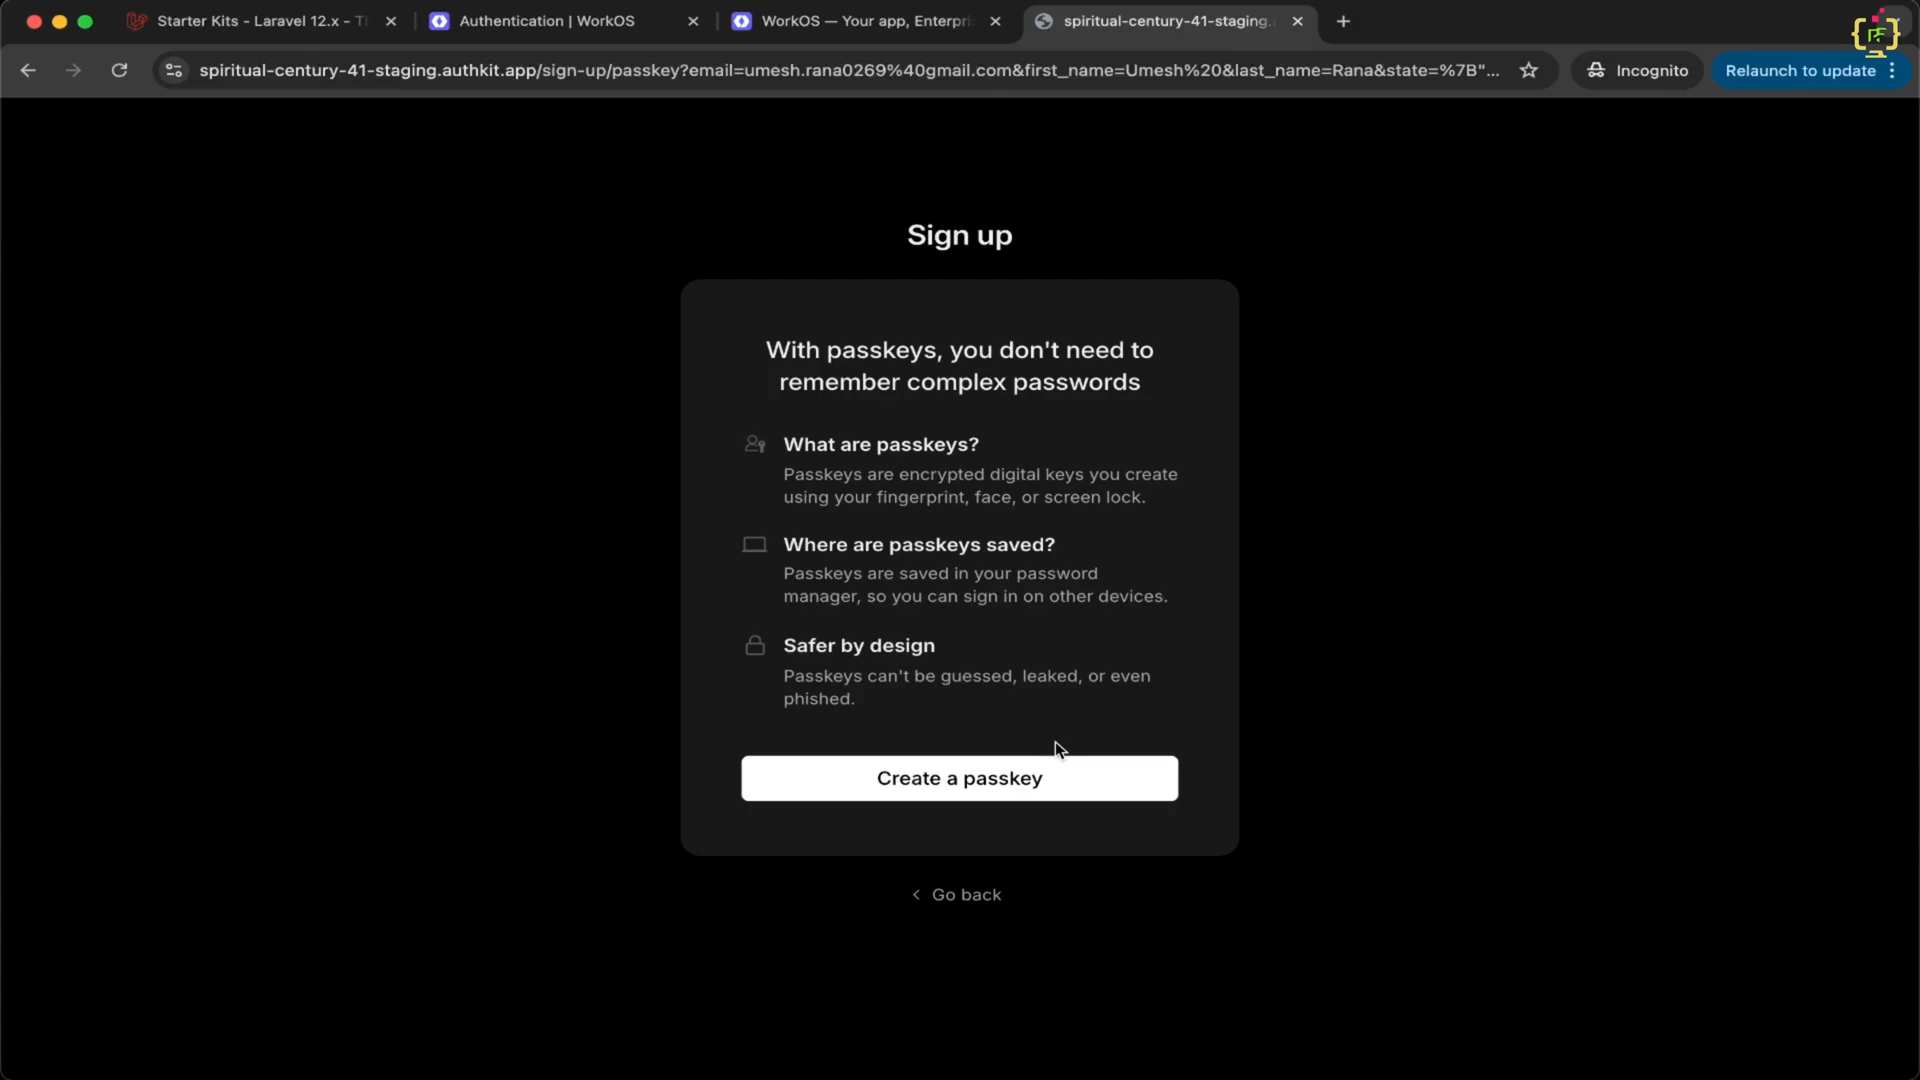 Starter Kits - Laravel 12.x - Th
Authentication | WorkOS
WorkOS — Your app, Enterpri
spiritual-century-41-staging.
spiritual-century-41-staging.authkit.app/sign-up/passkey?email=umesh.rana0269%40gmail.com&first_name=Umesh%20&last_name=Rana&state=%7B"...
Incognito
Relaunch to update
Sign up
With passkeys, you don't need to
remember complex passwords
What are passkeys?
Passkeys are encrypted digital keys you create
using your fingerprint, face, or screen lock.
Where are passkeys saved?
Passkeys are saved in your password
manager, so you can sign in on other devices.
Safer by design
Passkeys can't be guessed, leaked, or even
phished.
Create a passkey
Go back